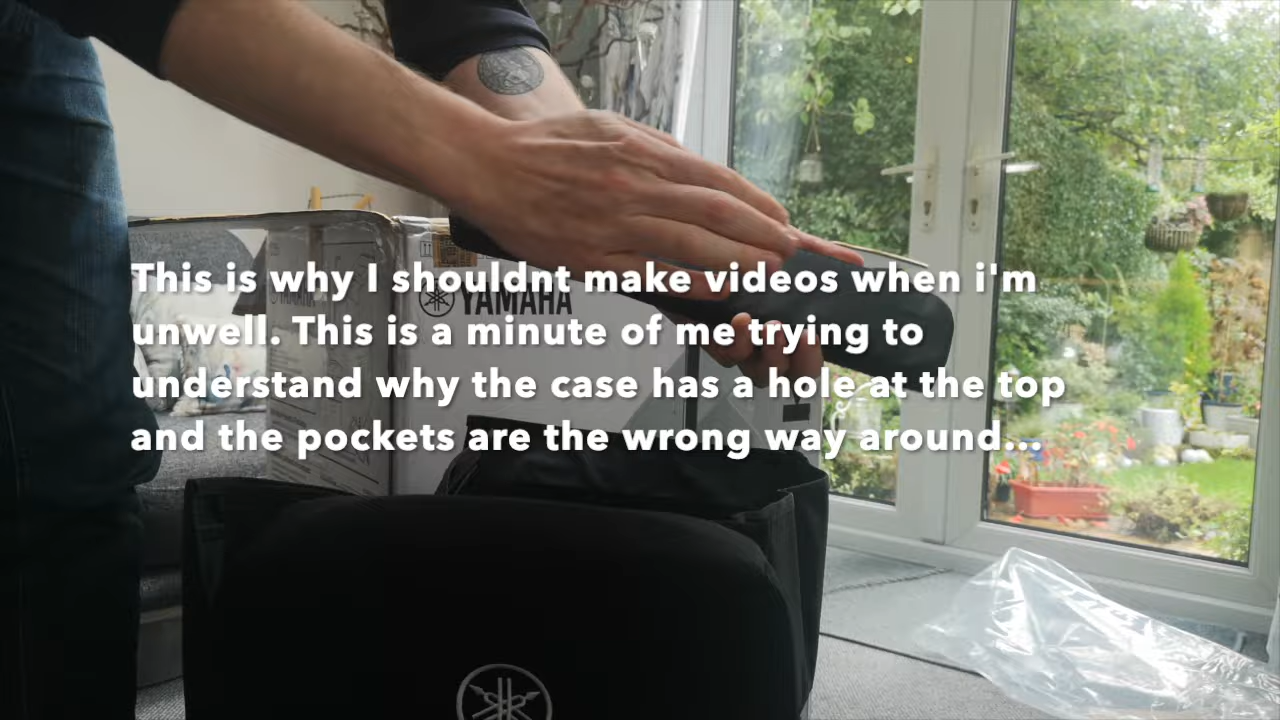 This is why I shouldnt make videos when i'm
YAMAHA
unwell. This is a minute of me trying to
understand why the case has a hole at the top
and the pockets are the wrong way around...